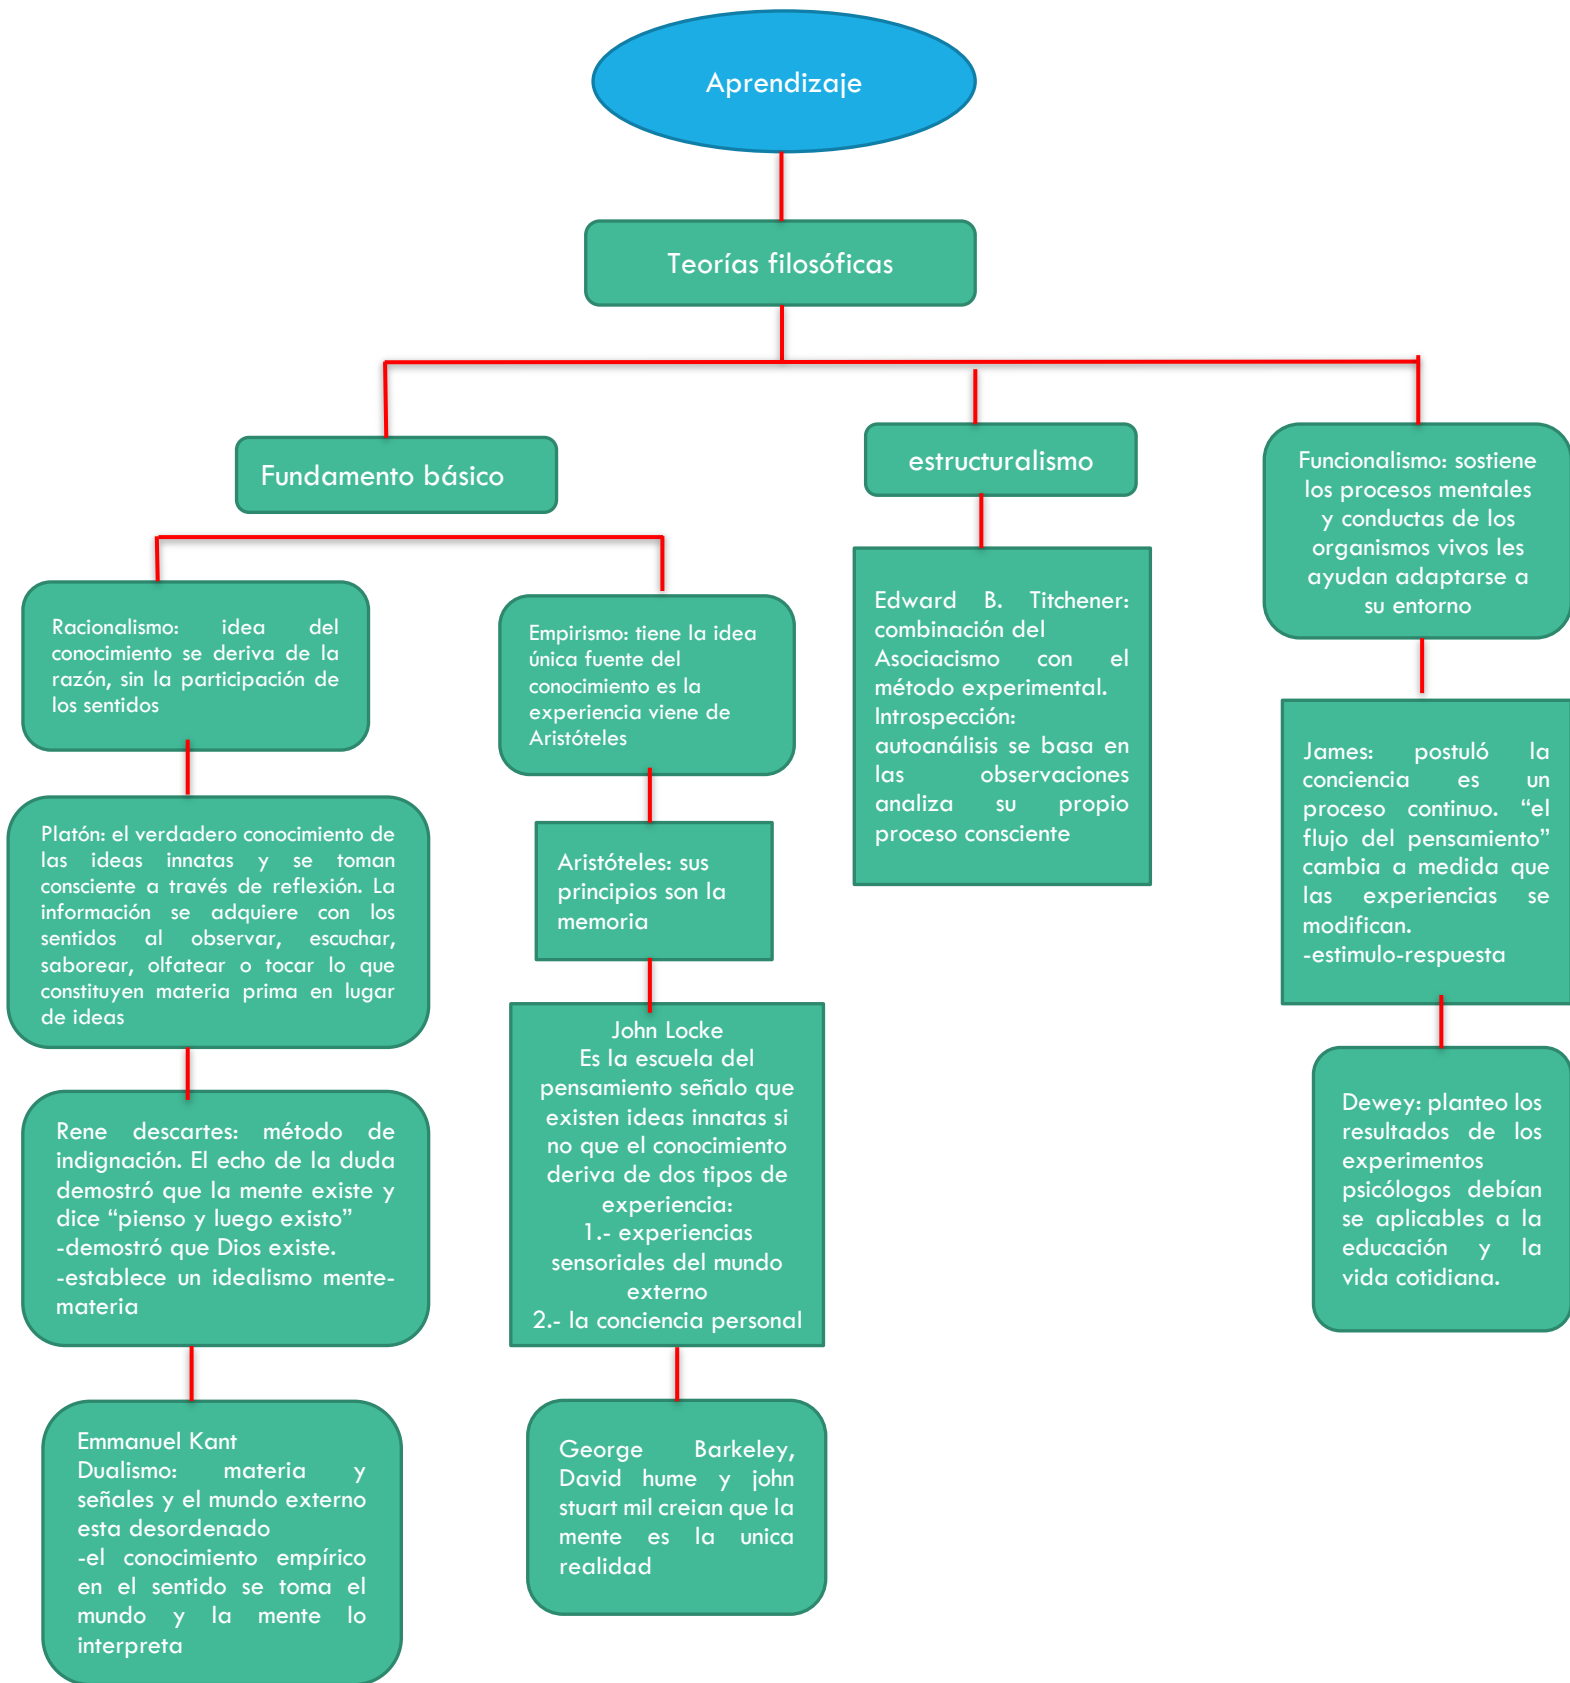 Aprendizaje
Teorías filosóficas
Fundamento básico
estructuralismo
Funcionalismo: sostiene
los procesos mentales
y conductas de los
organismos vivos les
ayudan adaptarse a
su entorno
Racionalismo: idea del
conocimiento se deriva de la
razón, sin la participación de
los sentidos
Empirismo: tiene la idea
única fuente del
conocimiento es la
experiencia viene de
Aristóteles
Edward B. Titchener:
combinación del
Asociacismo con el
método experimental.
Introspección:
autoanálisis se basa en
las observaciones
analiza su propio
proceso consciente
James: postuló la
conciencia es un
proceso continuo. “el
flujo del pensamiento”
cambia a medida que
las experiencias se
modifican.
-estimulo-respuesta
Platón: el verdadero conocimiento de
las ideas innatas y se toman
consciente a través de reflexión. La
información se adquiere con los
sentidos al observar, escuchar,
saborear, olfatear o tocar lo que
constituyen materia prima en lugar
de ideas
Aristóteles: sus
principios son la
memoria
John Locke
Es la escuela del
pensamiento señalo que
existen ideas innatas si
no que el conocimiento
deriva de dos tipos de
experiencia:
1.- experiencias
sensoriales del mundo
externo
2.- la conciencia personal
Dewey: planteo los
resultados de los
experimentos
psicólogos debían
se aplicables a la
educación y la
vida cotidiana.
Rene descartes: método de
indignación. El echo de la duda
demostró que la mente existe y
dice “pienso y luego existo”
-demostró que Dios existe.
-establece un idealismo mente-
materia
Emmanuel Kant
Dualismo: materia y
señales y el mundo externo
esta desordenado
-el conocimiento empírico
en el sentido se toma el
mundo y la mente lo
interpreta
George Barkeley,
David hume y john
stuart mil creian que la
mente es la unica
realidad